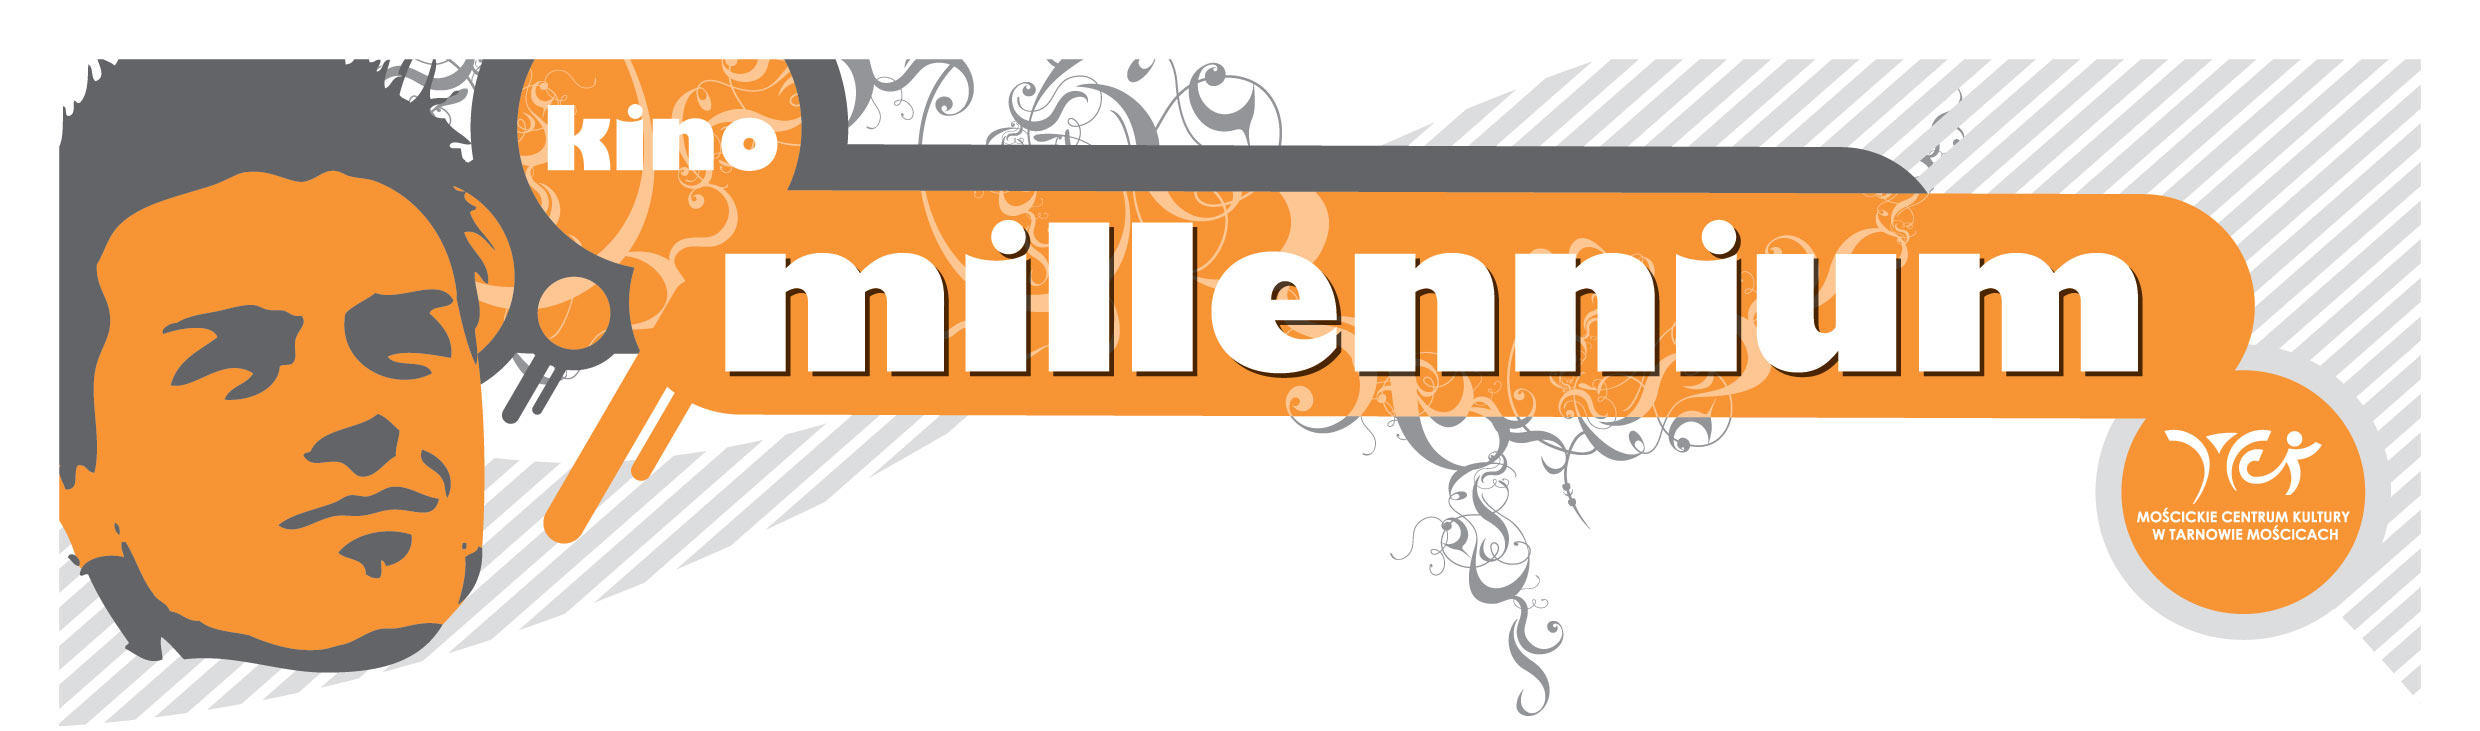 kino
millennium
MOŚCICKIE CENTRUM KULTURY
W TARNOWIE MOŚCICACH